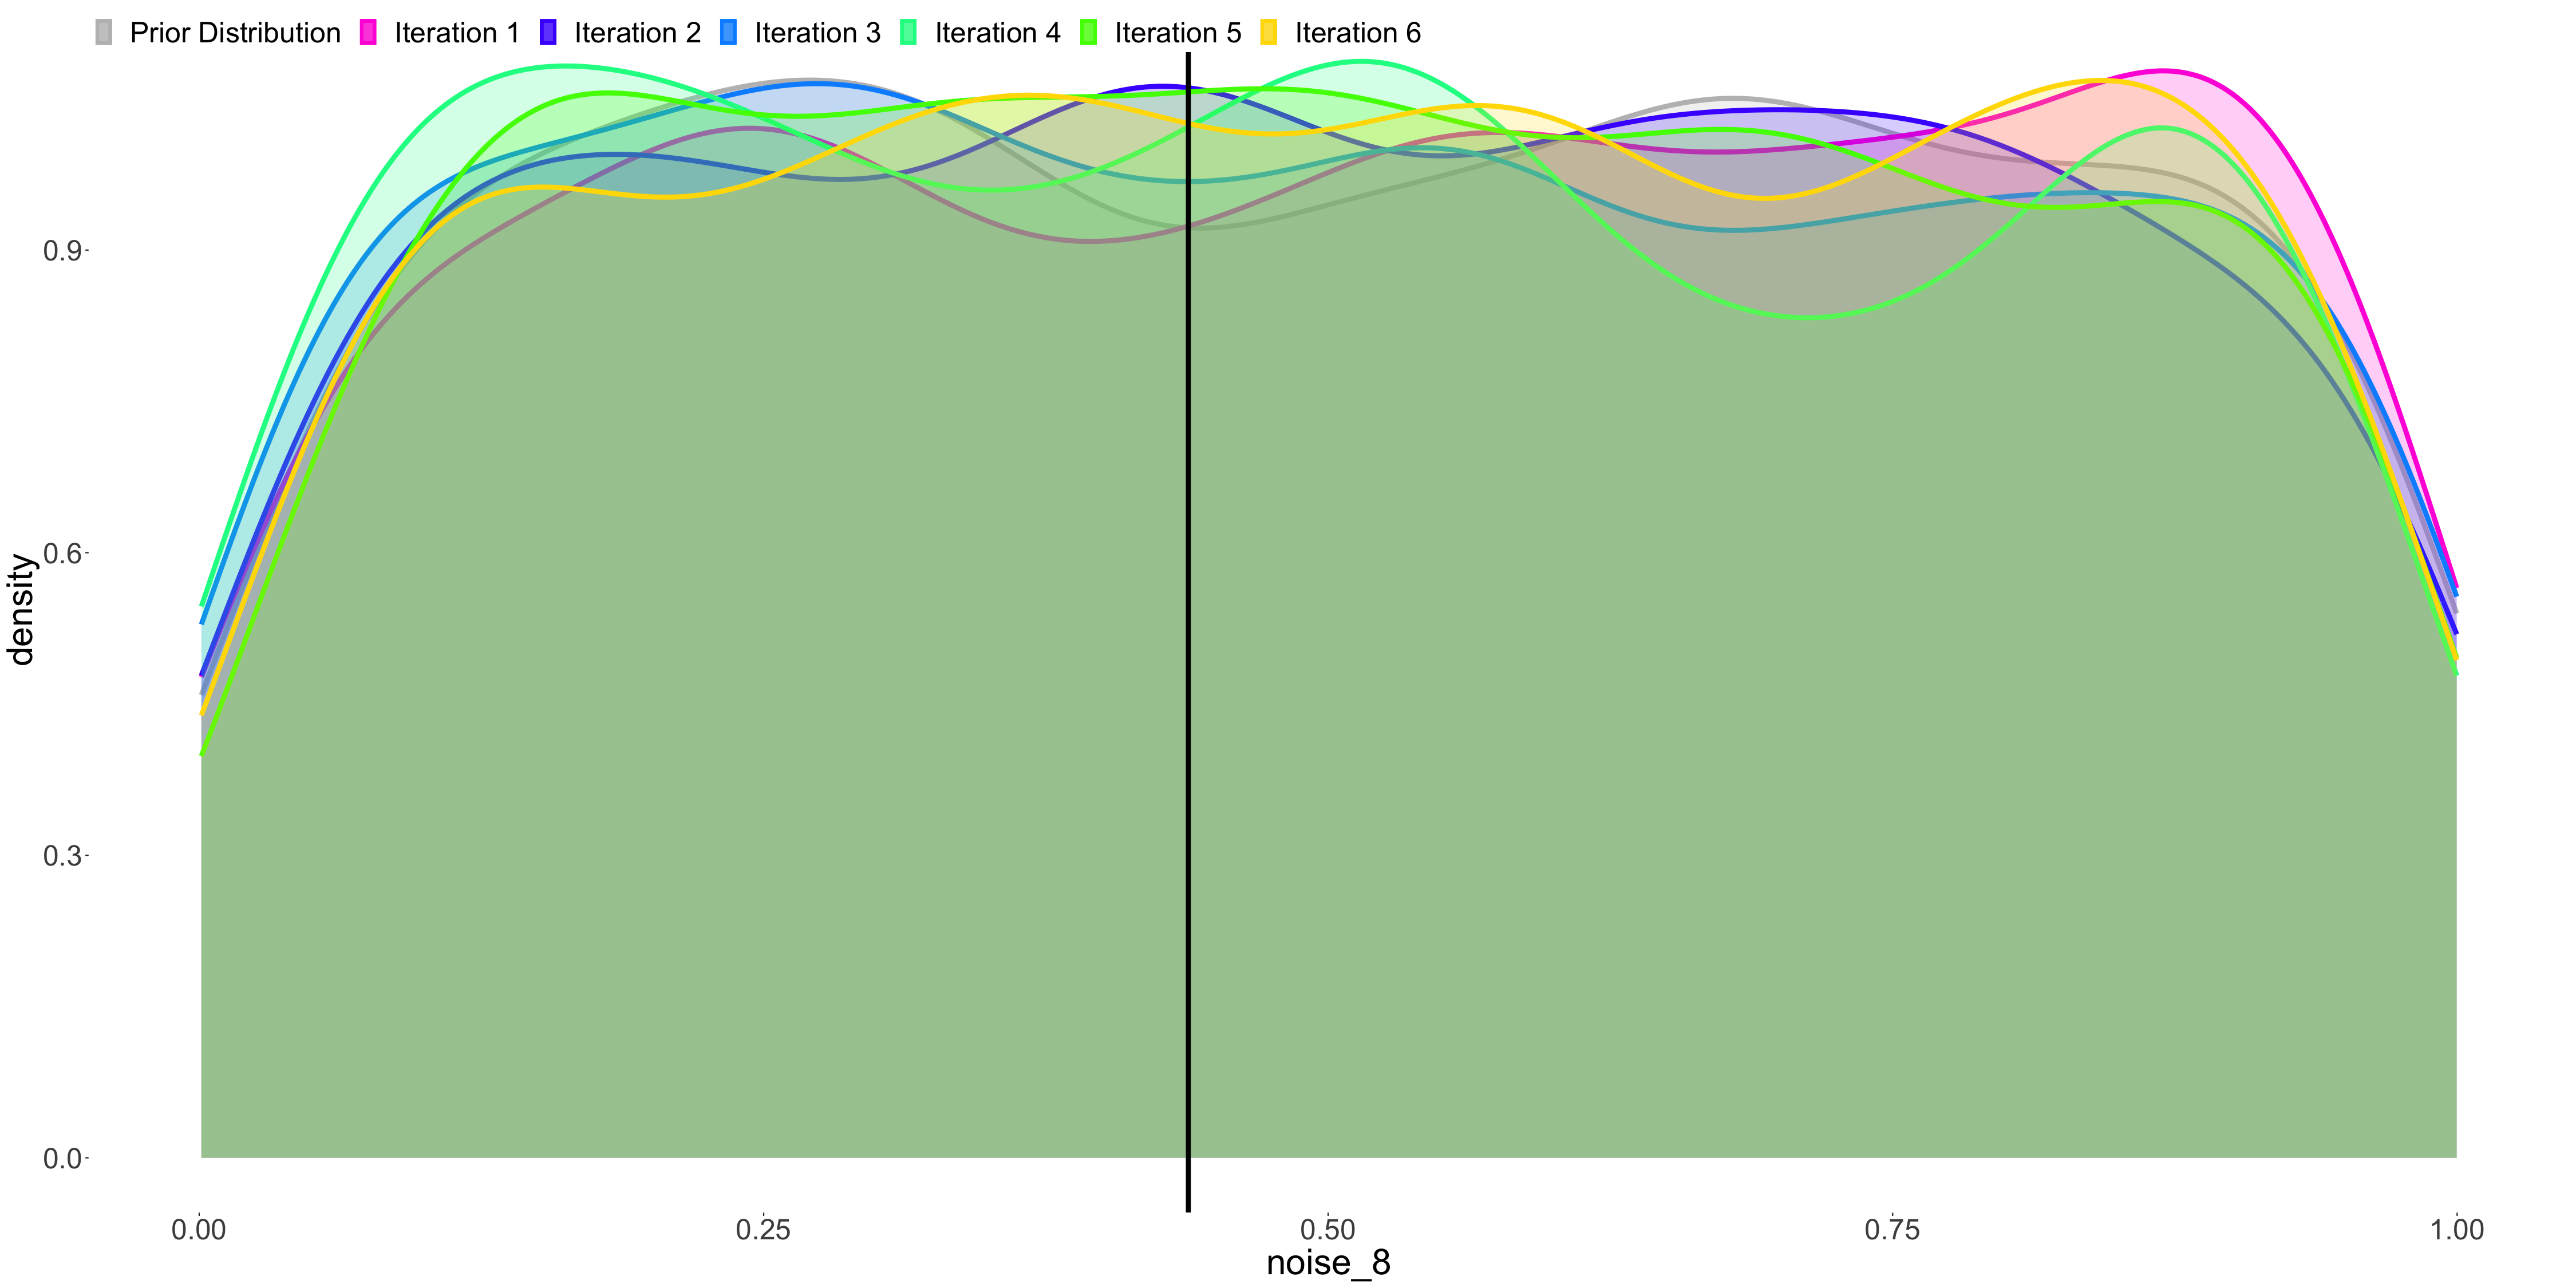 Prior Distribution Iteration 1 Iteration 2 Iteration 3 Iteration 4 Iteration 5 Iteration 6
density
0.9
0.6
0.3
0.0
0.00 0.25 0.50 0.75 1.00
noise_8